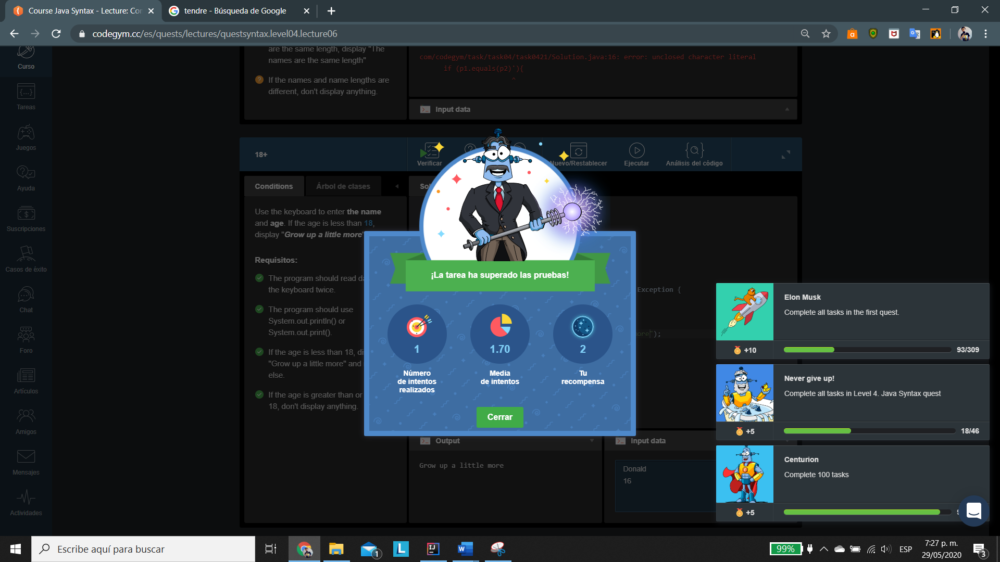 Course Java Syntax - Lecture: Cor
tendre - Búsqueda de Google
codegym.cc/es/quests/lectures/questsyntax.level04.lecture06
Curso
Tareas
Juegos
Ayuda
Suscripciones
Casos de éxito
Chat
Foro
Artículos
Amigos
Mensajes
Actividades
are the same length, display "The
names are the same length"
If the names and name lengths are
different, don't display anything.
com/codegym/task/task04/task0421/Solution.java:16: error: unclosed character literal
if (p1.equals(p2)'){
^
Input data
18+
Verificar
Nuevo/Restablecer
Ejecutar
Análisis del código
Conditions
Árbol de clases
Sol
Use the keyboard to enter the name
and age. If the age is less than 18,
display "Grow up a little more"
Requisitos:
The program should read da
the keyboard twice.
The program should use
System.out.println() or
System.out.print().
If the age is less than 18, di
"Grow up a little more" and
else.
If the age is greater than or
18, don't display anything.
Exception {
ore");
¡La tarea ha superado las pruebas!
1
Número
de intentos
realizados
1.70
Media
de intentos
2
Tu
recompensa
Cerrar
Output
Grow up a little more
Input data
Donald
16
Elon Musk
Complete all tasks in the first quest.
+10
93/309
Never give up!
Complete all tasks in Level 4. Java Syntax quest
+5
18/46
Centurion
Complete 100 tasks
+5
Escribe aquí para buscar
1
99%
ESP
7:27 p. m.
29/05/2020
3